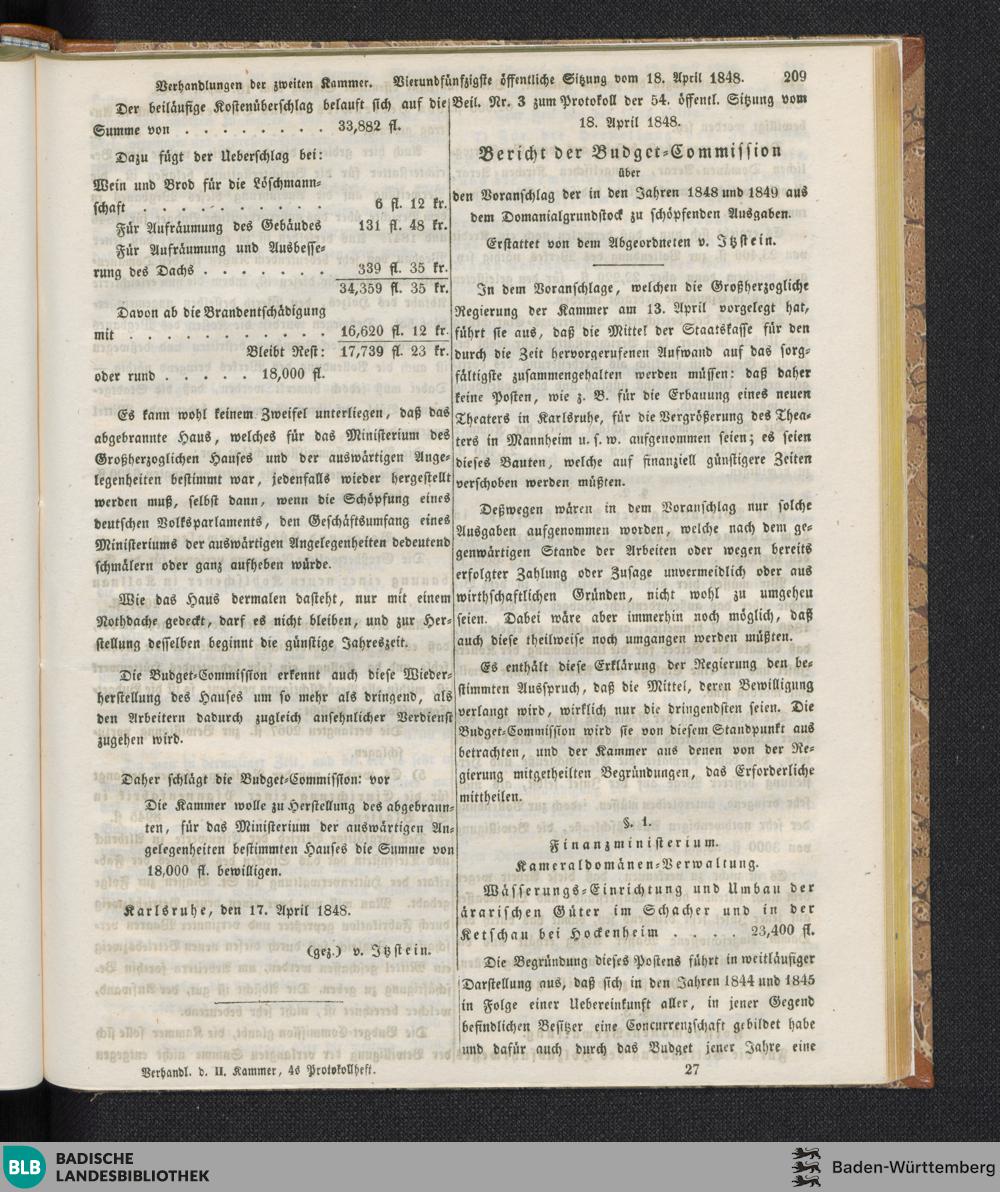 Verhandlungen der zweiten Kammer. Vierundfünfzigste öffentliche Sitzung vom 18. April 1848. 209
Der beiläufige Kostenüberschlag belauft sich auf die
Summe von . . . . . . . . 33,882 fl.
Dazu fügt der Ueberschlag bei:
Wein und Brod für die Löschmann-
schaft . . . . . . . . . . 6 fl. 12 kr.
Für Aufräumung des Gebäudes 131 fl. 48 kr.
Für Aufräumung und Ausbesse-
rung des Dachs . . . . . . . 339 fl. 35 kr.
34,359 fl. 35 kr.
Davon ab die Brandentschädigung
mit . . . . . . . . . . . 16,620 fl. 12 kr.
Bleibt Rest: 17,739 fl. 23 kr.
oder rund . . . . . 18,000 fl.
Es kann wohl keinem Zweifel unterliegen, daß das
abgebrannte Haus, welches für das Ministerium des
Großherzoglichen Hauses und der auswärtigen Ange-
legenheiten bestimmt war, jedenfalls wieder hergestellt
werden muß, selbst dann, wenn die Schöpfung eines
deutschen Volksparlaments, den Geschäftsumfang eines
Ministeriums der auswärtigen Angelegenheiten bedeutend
schmälern oder ganz aufheben würde.
Wie das Haus dermalen dasteht, nur mit einem
Nothdache gedeckt, darf es nicht bleiben, und zur Her-
stellung desselben beginnt die günstige Jahreszeit.
Die Budget-Commission erkennt auch diese Wieder-
herstellung des Hauses um so mehr als dringend, als
den Arbeitern dadurch zugleich ansehnlicher Verdienst
zugehen wird.
Daher schlägt die Budget-Commission: vor
Die Kammer wolle zu Herstellung des abgebrann-
ten, für das Ministerium der auswärtigen An-
gelegenheiten bestimmten Hauses die Summe von
18,000 fl. bewilligen.
Karlsruhe, den 17. April 1848.
(gez.) v. Itzstein.
Beil. Nr. 3 zum Protokoll der 54. öffentl. Sitzung vom
18. April 1848.
Bericht der Budget-Commission
über
den Voranschlag der in den Jahren 1848 und 1849 aus
dem Domanialgrundstock zu schöpfenden Ausgaben.
Erstattet von dem Abgeordneten v. Itzstein.
In dem Voranschlage, welchen die Großherzogliche
Regierung der Kammer am 13. April vorgelegt hat,
führt sie aus, daß die Mittel der Staatskasse für den
durch die Zeit hervorgerufenen Aufwand auf das sorg-
fältigste zusammengehalten werden müssen: daß daher
keine Posten, wie z. B. für die Erbauung eines neuen
Theaters in Karlsruhe, für die Vergrößerung des Thea-
ters in Mannheim u. s. w. aufgenommen seien; es seien
dieses Bauten, welche auf finanziell günstigere Zeiten
verschoben werden müßten.
Deßwegen wären in dem Voranschlag nur solche
Ausgaben aufgenommen worden, welche nach dem ge-
genwärtigen Stande der Arbeiten oder wegen bereits
erfolgter Zahlung oder Zusage unvermeidlich oder aus
wirthschaftlichen Gründen, nicht wohl zu umgehen
seien. Dabei wäre aber immerhin noch möglich, daß
auch diese theilweise noch umgangen werden müßten.
Es enthält diese Erklärung der Regierung den be-
stimmten Ausspruch, daß die Mittel, deren Bewilligung
verlangt wird, wirklich nur die dringendsten seien. Die
Budget-Commission wird sie von diesem Standpunkt aus
betrachten, und der Kammer aus denen von der Re-
gierung mitgetheilten Begründungen, das Erforderliche
mittheilen.
§. 1.
Finanzministerium.
Kameraldomänen-Verwaltung.
Wässerungs-Einrichtung und Umbau der
ärarischen Güter im Schacher und in der
Ketschau bei Hockenheim . . . . 23,400 fl.
Die Begründung dieses Postens führt in weitläufiger
Darstellung aus, daß sich in den Jahren 1844 und 1845
in Folge einer Uebereinkunft aller, in jener Gegend
befindlichen Besitzer eine Concurrenzschaft gebildet habe
und dafür auch durch das Budget jener Jahre eine
Verhandl. d. II. Kammer, 4s Protokollheft. 27
BLB BADISCHE
LANDESBIBLIOTHEK
Baden-Württemberg